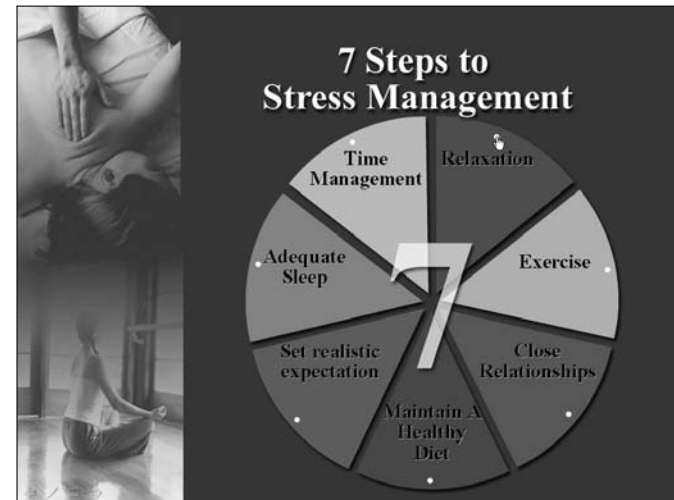 7 Steps to
Stress Management
Time
Management
Relaxation
Exercise
Close
Relationships
Maintain A
Healthy
Diet
Set realistic
expectation
Adequate
Sleep
7